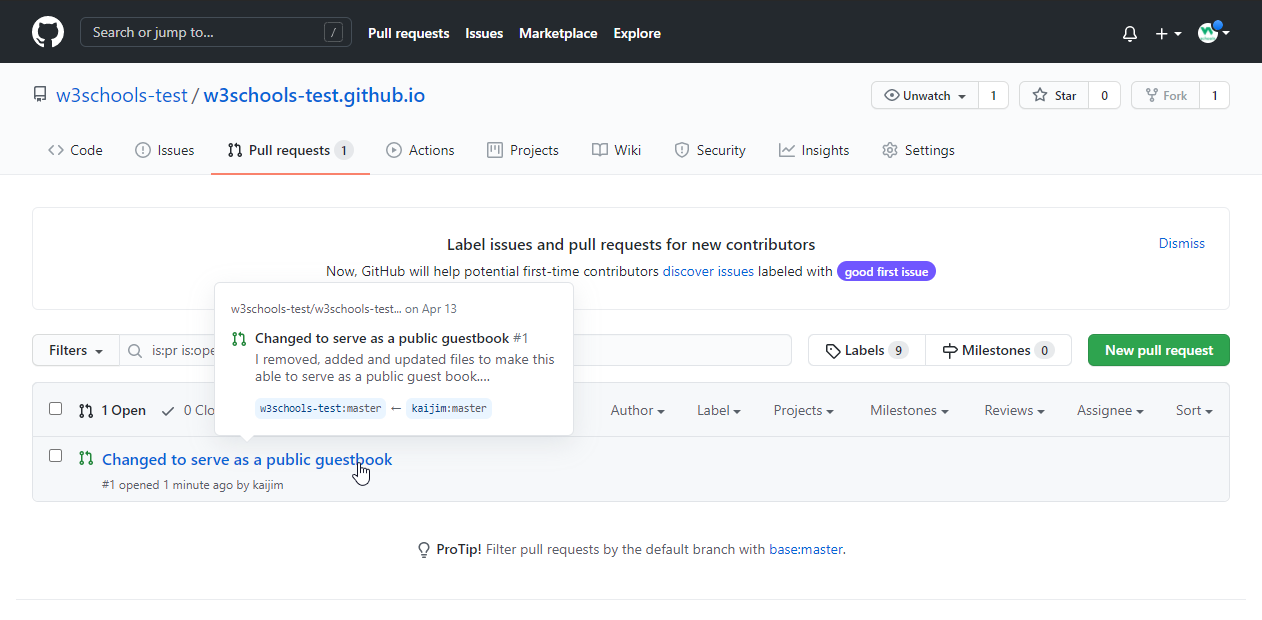 Search or jump to... /
Pull requests Issues Marketplace Explore
w3schools-test / w3schools-test.github.io
Unwatch 1 Star 0 Fork 1
Code Issues Pull requests 1 Actions Projects Wiki Security Insights Settings
Label issues and pull requests for new contributors
Dismiss
Now, GitHub will help potential first-time contributors discover issues labeled with good first issue
w3schools-test/w3schools-test... on Apr 13
Changed to serve as a public guestbook #1
I removed, added and updated files to make this
able to serve as a public guest book....
w3schools-test:master ← kaijim:master
Filters is:pr is:ope
Labels 9 Milestones 0 New pull request
1 Open 0 Clo
Author Label Projects Milestones Reviews Assignee Sort
Changed to serve as a public guestbook
#1 opened 1 minute ago by kaijim
ProTip! Filter pull requests by the default branch with base:master.